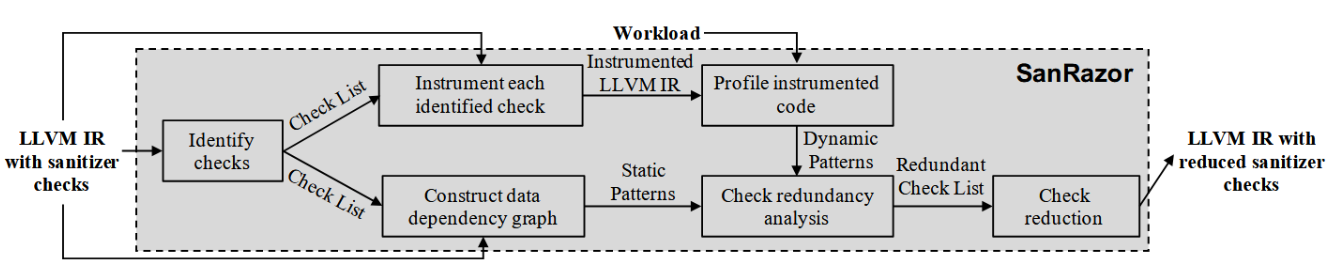 Workload
SanRazor
Instrument each
identified check
Instrumented
LLVM IR
Profile instrumented
code
Check List
LLVM IR
with sanitizer
checks
Identify
checks
Dynamic
Patterns
LLVM IR with
reduced sanitizer
checks
Check List
Construct data
dependency graph
Static
Patterns
Check redundancy
analysis
Redundant
Check List
Check
reduction